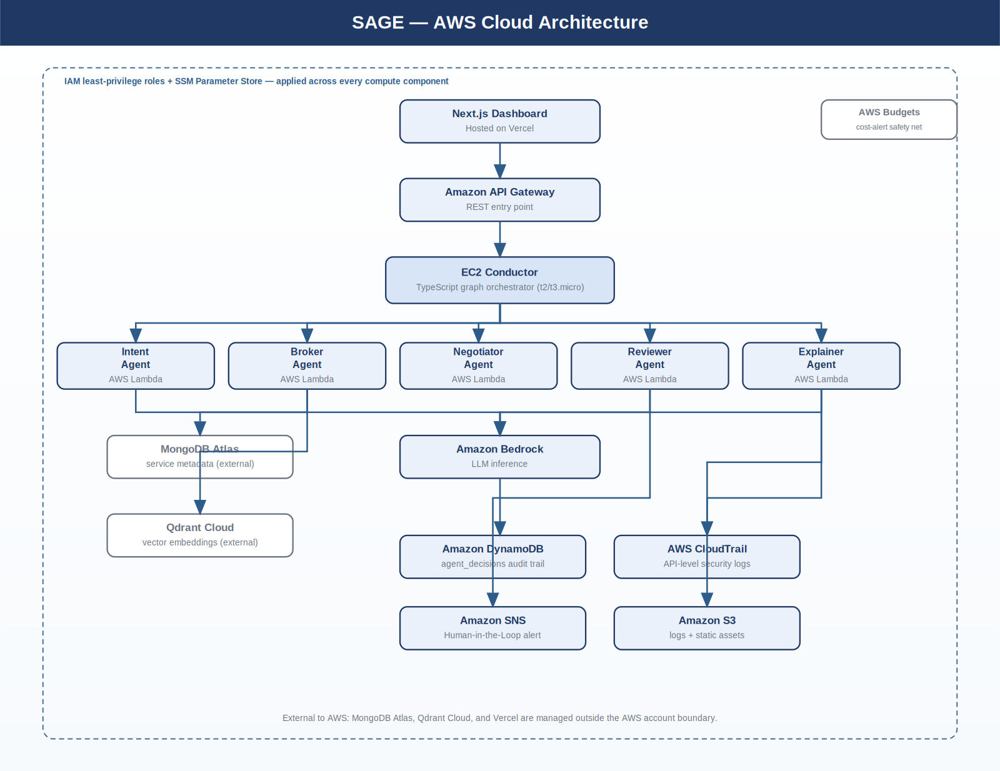 SAGE — AWS Cloud Architecture
IAM least-privilege roles + SSM Parameter Store — applied across every compute component
Next.js Dashboard
Hosted on Vercel
AWS Budgets
cost-alert safety net
Amazon API Gateway
REST entry point
EC2 Conductor
TypeScript graph orchestrator (t2/t3.micro)
Intent
Agent
AWS Lambda
Broker
Agent
AWS Lambda
Negotiator
Agent
AWS Lambda
Reviewer
Agent
AWS Lambda
Explainer
Agent
AWS Lambda
MongoDB Atlas
service metadata (external)
Amazon Bedrock
LLM inference
Qdrant Cloud
vector embeddings (external)
Amazon DynamoDB
agent_decisions audit trail
AWS CloudTrail
API-level security logs
Amazon SNS
Human-in-the-Loop alert
Amazon S3
logs + static assets
External to AWS: MongoDB Atlas, Qdrant Cloud, and Vercel are managed outside the AWS account boundary.